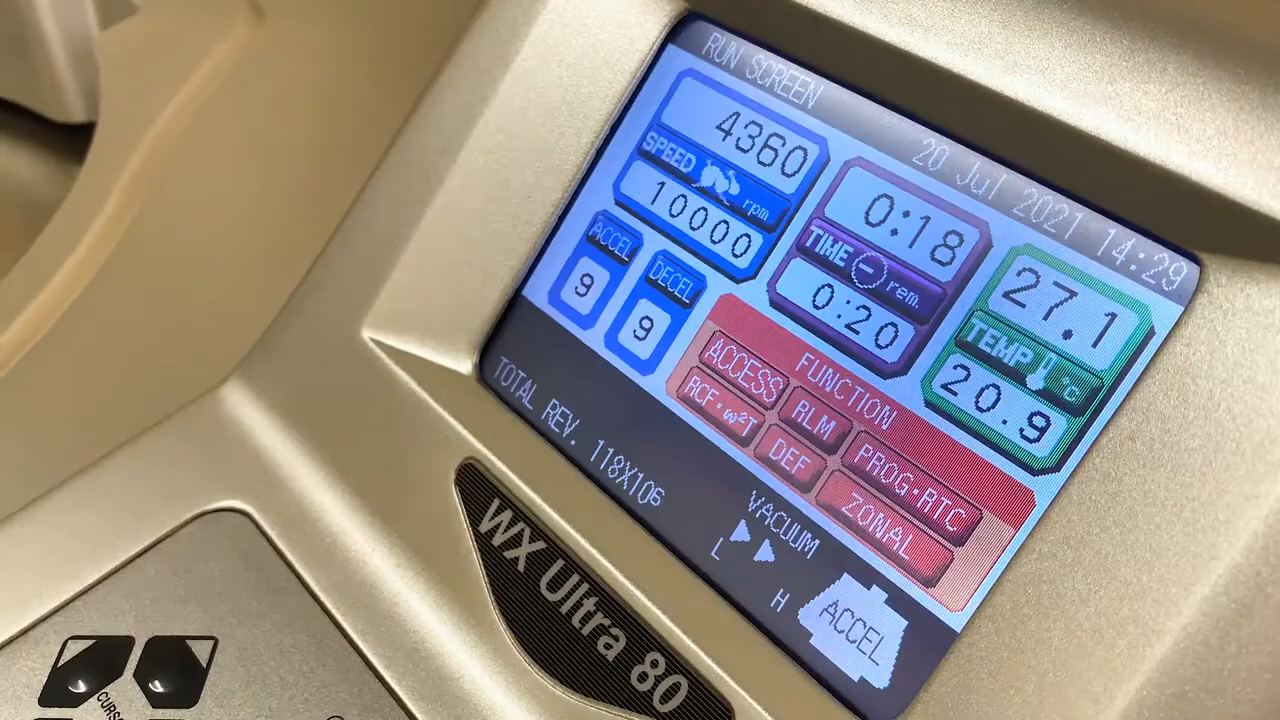 RUN SCREEN
20 Jul 2021 14:29
4360
SPEED rpm
10000
ACCEL
9
DECEL
9
0:18
TIME rem.
0:20
27.1
TEMP °C
20.9
FUNCTION
ACCESS
RLM
PROG·RTC
RCF·ω²T
DEF
ZONAL
TOTAL REV. 118X10⁶
VACUUM
L
H
ACCEL
WX Ultra 80